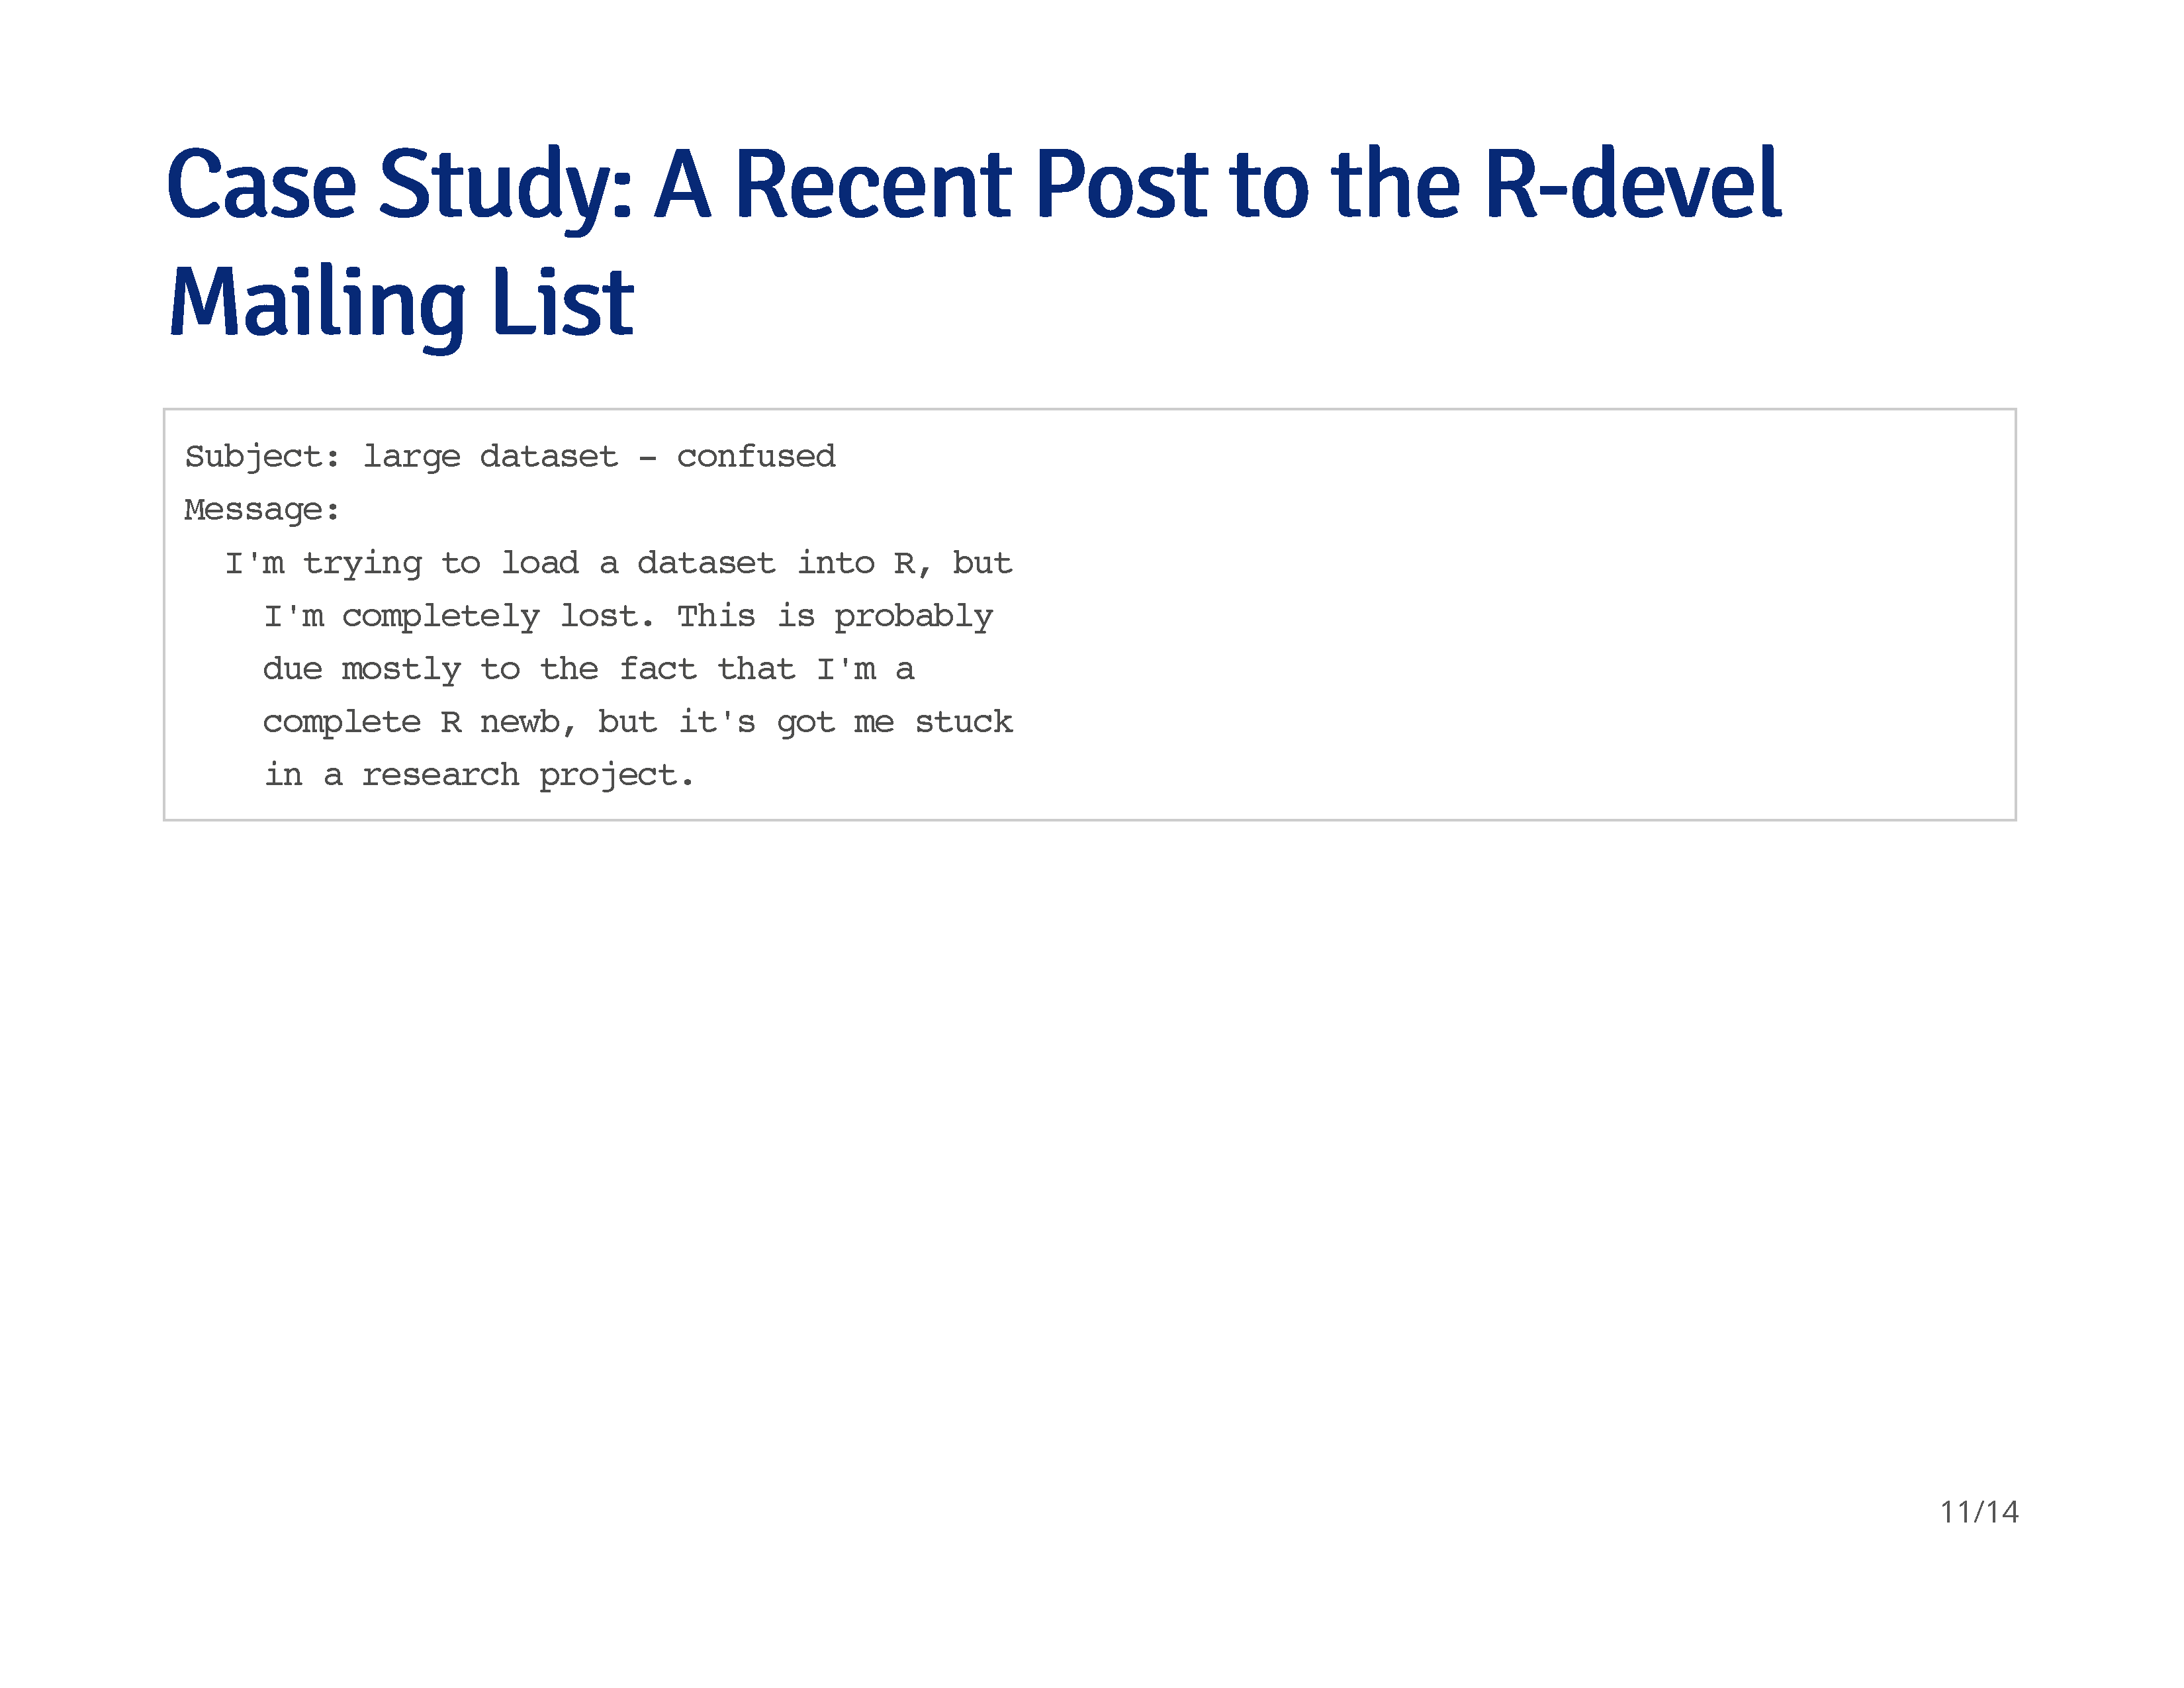 Case Study: A Recent Post to the R-devel
Mailing List
Subject: large dataset - confused
Message:
I'm trying to load a dataset into R, but
I'm completely lost. This is probably
due mostly to the fact that I'm a
complete R newb, but it's got me stuck
in a research project.
11/14